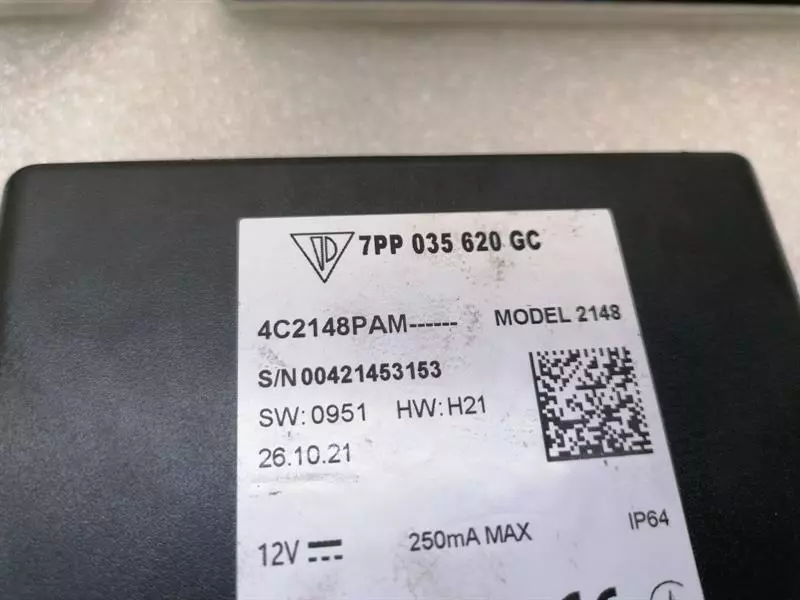 7PP 035 620 GC
4C2148PAM------ MODEL 2148
S/N 00421453153
SW: 0951 HW: H21
26.10.21
12V 250mA MAX IP64